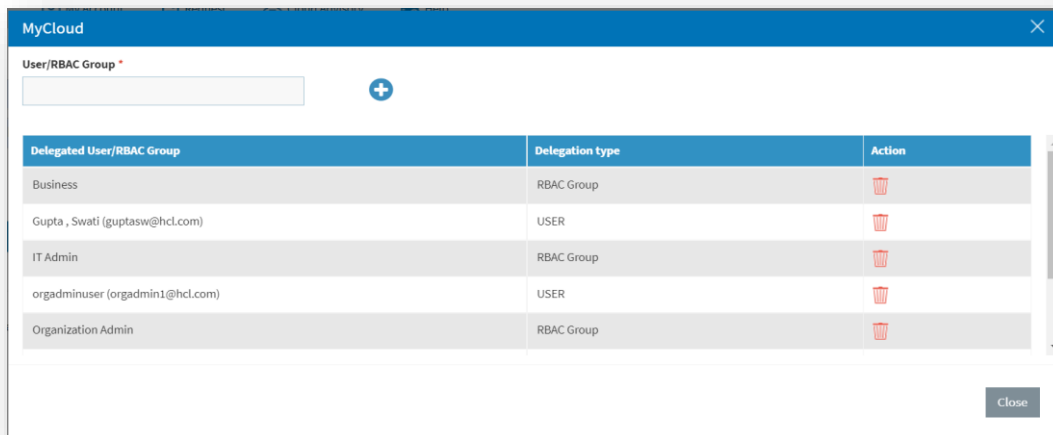 MyCloud
User/RBAC Group *
Delegated User/RBAC Group Delegation type Action
Business RBAC Group
Gupta , Swati (guptasw@hcl.com) USER
IT Admin RBAC Group
orgadminuser (orgadmin1@hcl.com) USER
Organization Admin RBAC Group
Close